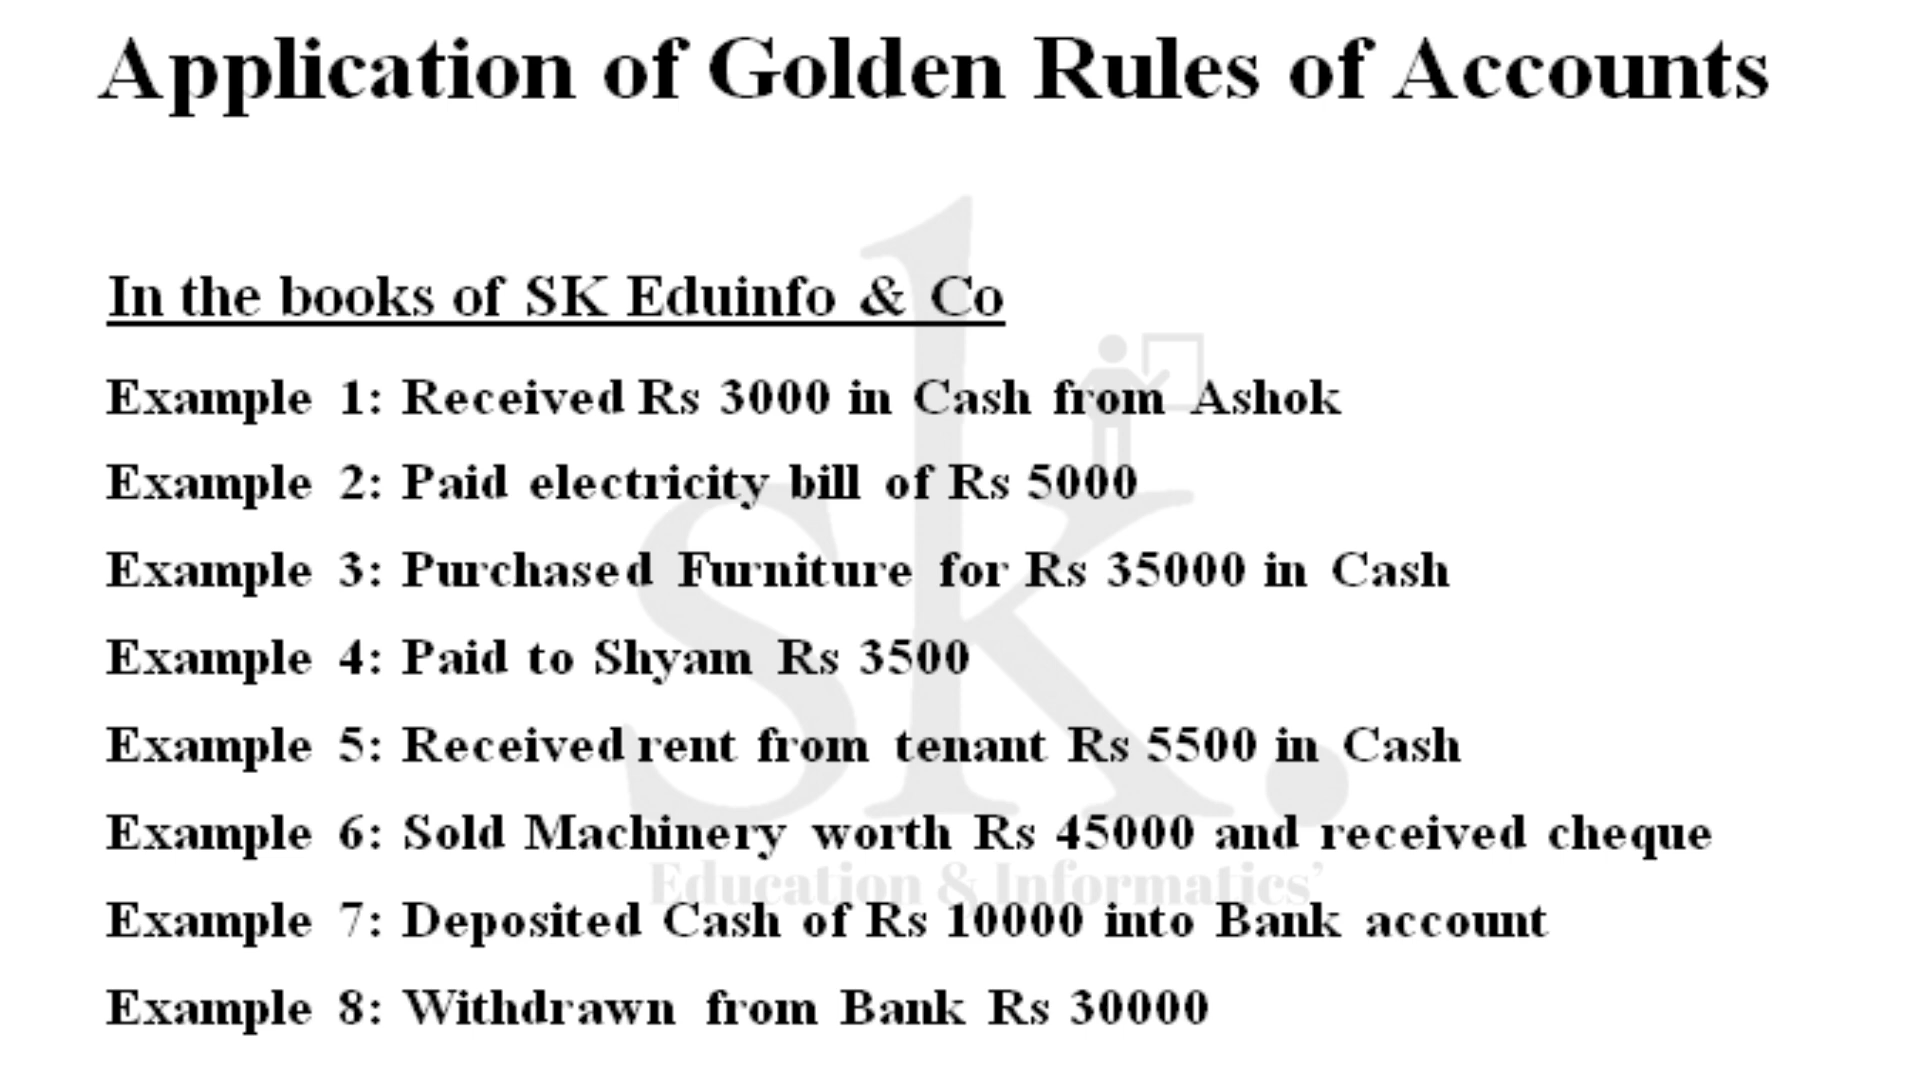 Application of Golden Rules of Accounts
In the books of SK Eduinfo & Co
Example 1: Received Rs 3000 in Cash from Ashok
Example 2: Paid electricity bill of Rs 5000
Example 3: Purchased Furniture for Rs 35000 in Cash
Example 4: Paid to Shyam Rs 3500
Example 5: Received rent from tenant Rs 5500 in Cash
Example 6: Sold Machinery worth Rs 45000 and received cheque
sk.
Education & Informatics'
Example 7: Deposited Cash of Rs 10000 into Bank account
Example 8: Withdrawn from Bank Rs 30000